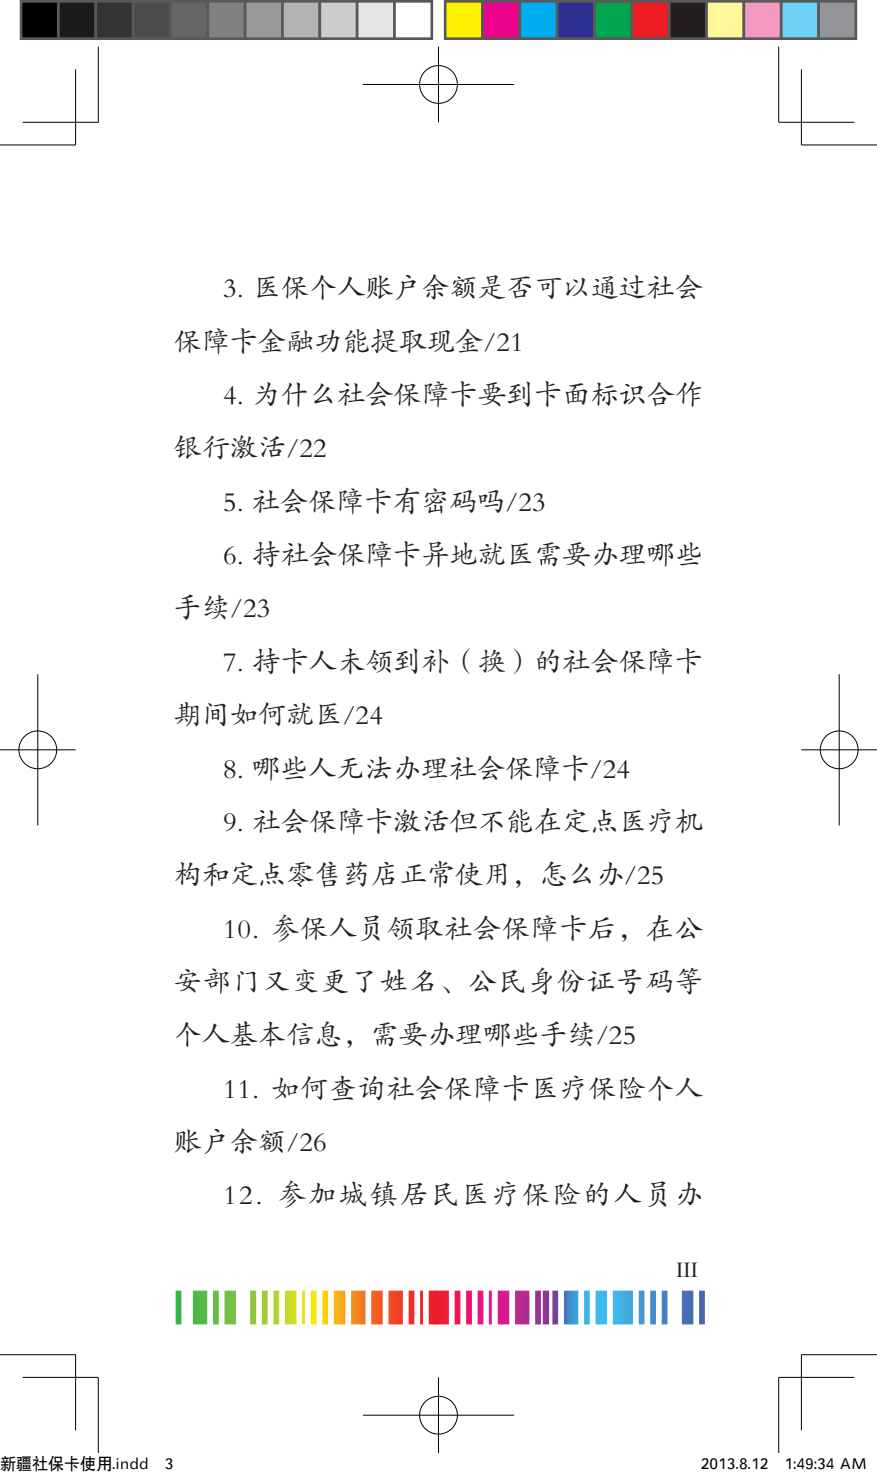 3. 医保个人账户余额是否可以通过社会
保障卡金融功能提取现金/21
4. 为什么社会保障卡要到卡面标识合作
银行激活/22
5. 社会保障卡有密码吗/23
6. 持社会保障卡异地就医需要办理哪些
手续/23
7. 持卡人未领到补（换）的社会保障卡
期间如何就医/24
8. 哪些人无法办理社会保障卡/24
9. 社会保障卡激活但不能在定点医疗机
构和定点零售药店正常使用，怎么办/25
10. 参保人员领取社会保障卡后，在公
安部门又变更了姓名、公民身份证号码等
个人基本信息，需要办理哪些手续/25
11. 如何查询社会保障卡医疗保险个人
账户余额/26
12. 参加城镇居民医疗保险的人员办
III
新疆社保卡使用.indd 3
2013.8.12 1:49:34 AM